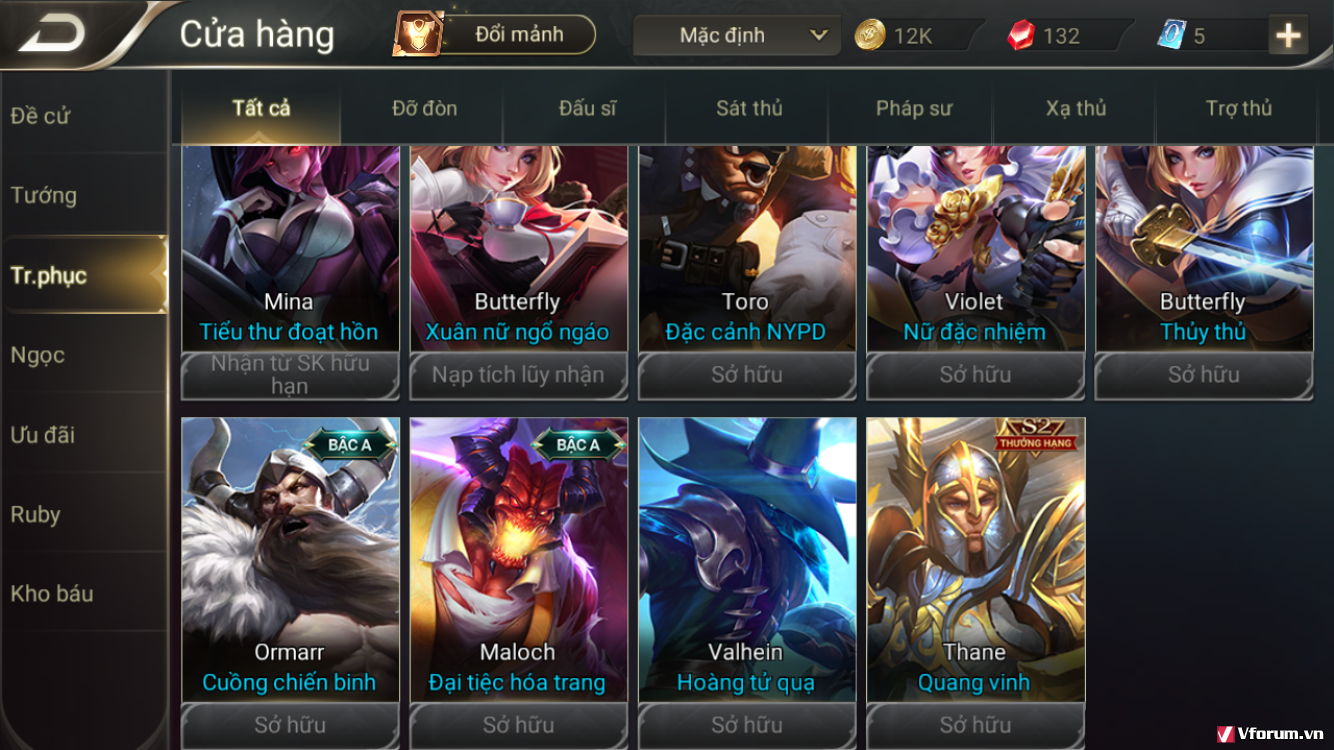 Cửa hàng
Đổi mảnh
Mặc định
12K
132
5
Đề cử
Tướng
Tr.phục
Ngọc
Ưu đãi
Ruby
Kho báu
Tất cả
Đỡ đòn
Đấu sĩ
Sát thủ
Pháp sư
Xạ thủ
Trợ thủ
Mina
Tiểu thư đoạt hồn
Nhận từ SK hữu
hạn
Butterfly
Xuân nữ ngổ ngáo
Nạp tích lũy nhận
Toro
Đặc cảnh NYPD
Sở hữu
Violet
Nữ đặc nhiệm
Sở hữu
Butterfly
Thủy thủ
Sở hữu
BẬC A
Ormarr
Cuồng chiến binh
Sở hữu
BẬC A
Maloch
Đại tiệc hóa trang
Sở hữu
Valhein
Hoàng tử quạ
Sở hữu
S2
THƯỞNG HẠNG
Thane
Quang vinh
Sở hữu
Vforum.vn